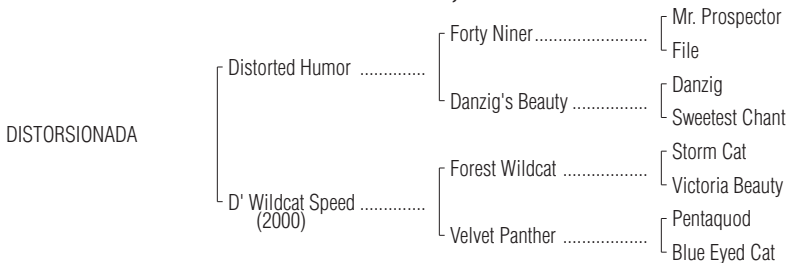 Mr. Prospector
Forty Niner......................
File
Distorted Humor ..............
Danzig
Danzig's Beauty ................
Sweetest Chant
DISTORSIONADA
Storm Cat
Forest Wildcat ..................
Victoria Beauty
D' Wildcat Speed ..............
(2000)
Pentaquod
Velvet Panther ..................
Blue Eyed Cat